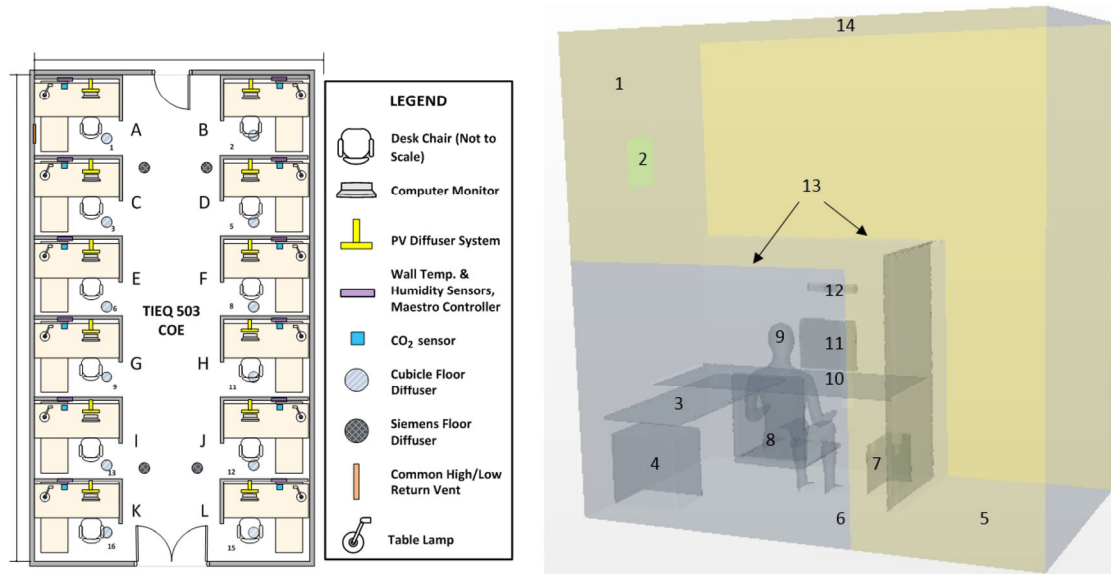 A
B
1
2
C
D
3
5
E
F
6
8
TIEQ 503
COE
G
H
9
11
I
J
13
12
K
L
16
15
LEGEND
Desk Chair (Not to
Scale)
Computer Monitor
PV Diffuser System
Wall Temp. &
Humidity Sensors,
Maestro Controller
CO₂ sensor
Cubicle Floor
Diffuser
Siemens Floor
Diffuser
Common High/Low
Return Vent
Table Lamp
14
1
2
13
12
9
11
10
3
8
4
7
6
5